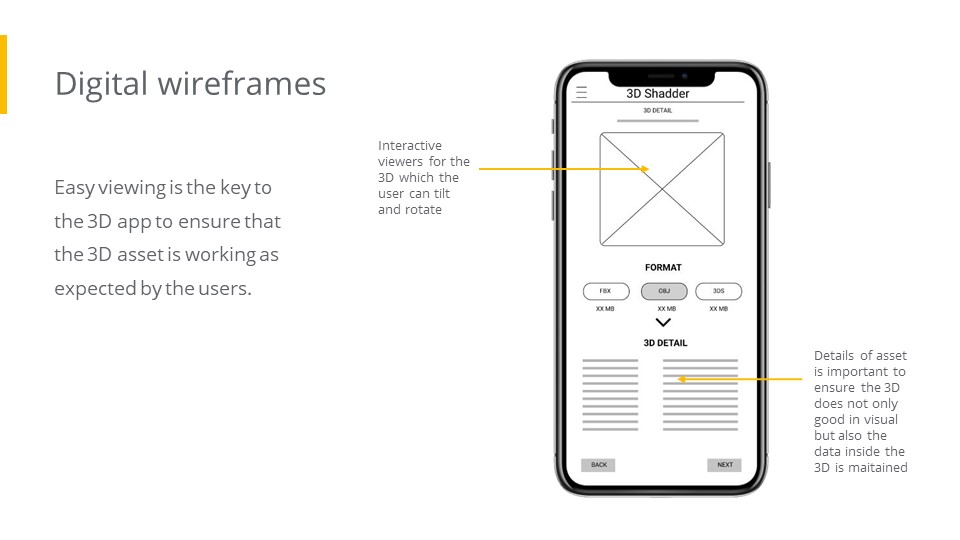 Digital wireframes
Easy viewing is the key to
the 3D app to ensure that
the 3D asset is working as
expected by the users.
Interactive
viewers for the
3D which the
user can tilt
and rotate
3D Shadder
3D DETAIL
FORMAT
FBX OBJ 3DS
XX MB XX MB XX MB
3D DETAIL
BACK NEXT
Details of asset
is important to
ensure the 3D
does not only
good in visual
but also the
data inside the
3D is maitained